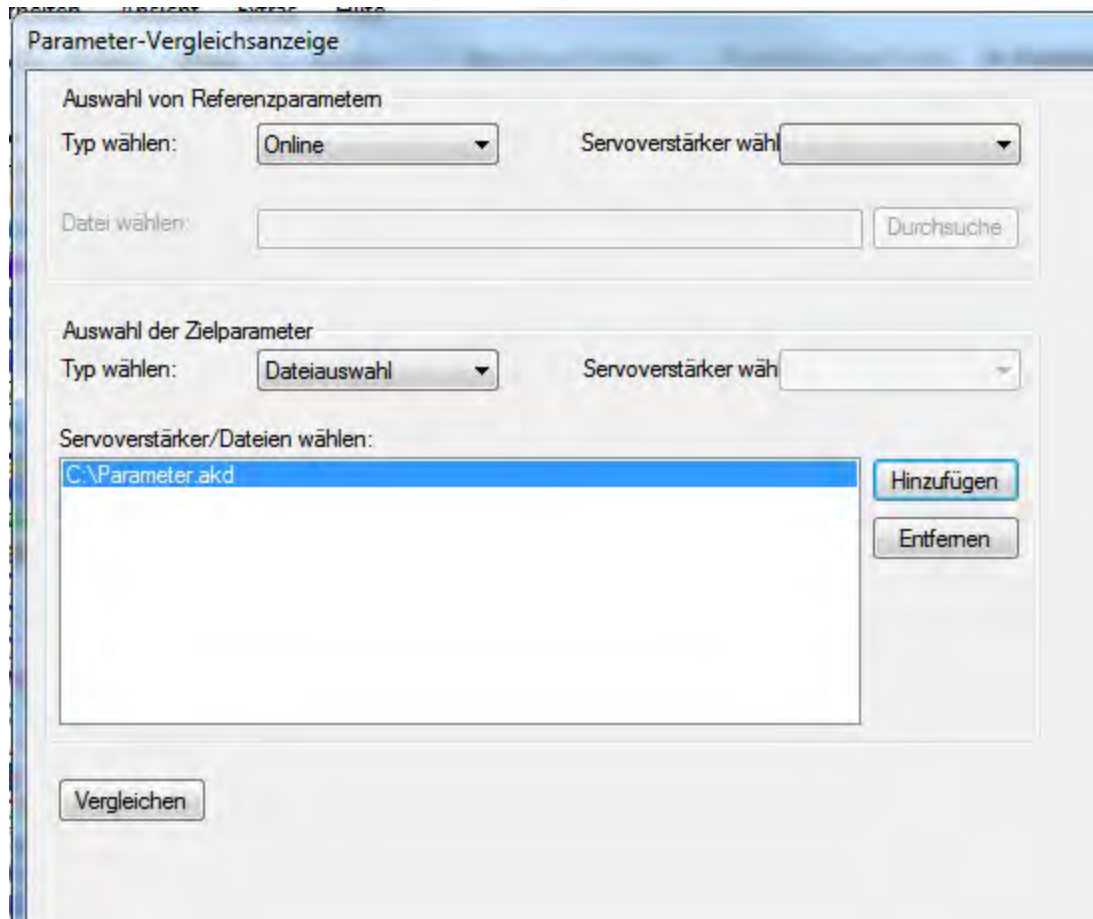 Parameter-Vergleichsanzeige
Auswahl von Referenzparametern
Typ wählen: Online Servoverstärker wähl
Datei wählen: Durchsuche
Auswahl der Zielparameter
Typ wählen: Dateiauswahl Servoverstärker wähl
Servoverstärker/Dateien wählen:
C:\Parameter.akd
Hinzufügen
Entfernen
Vergleichen